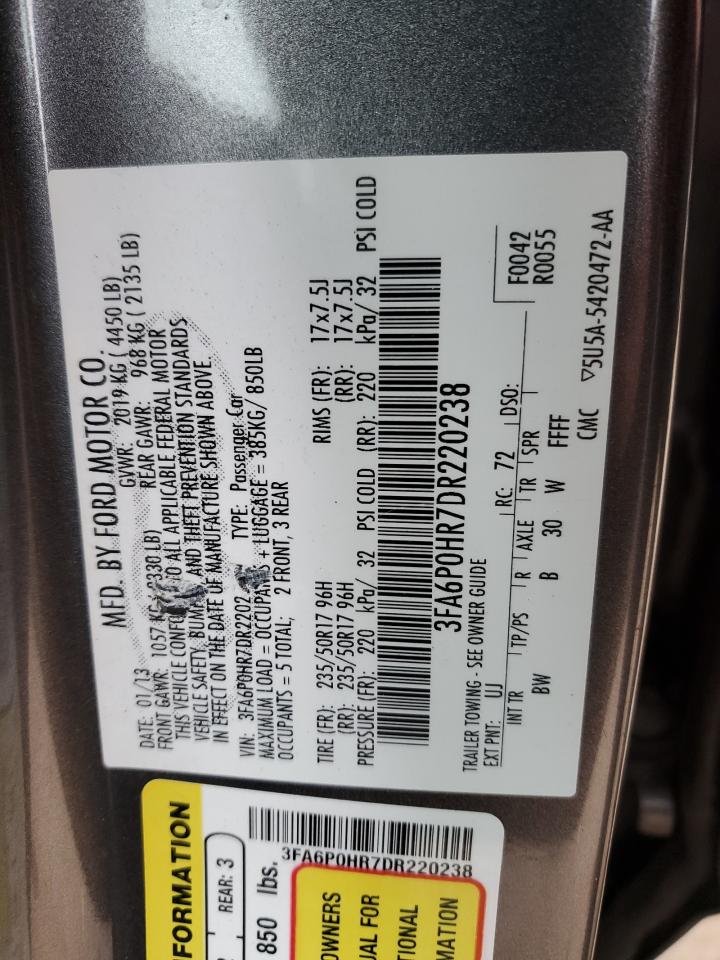 MFD. BY FORD MOTOR CO.
DATE: 01/13 GVWR: 2019 KG ( 4450 LB)
FRONT GAWR: 1057 KG ( 2330 LB) REAR GAWR: 968 KG ( 2135 LB)
THIS VEHICLE TO ALL APPLICABLE FEDERAL MOTOR
VEHICLE SAFETY, AND THEFT PREVENTION STANDARDS
IN EFFECT ON THE DATE OF MANUFACTURE SHOWN ABOVE.
VIN: TYPE: Passenger Car
MAXIMUM LOAD = OCCUPANTS + LUGGAGE = 385KG/ 850LB
OCCUPANTS = 5 TOTAL; 2 FRONT, 3 REAR
TIRE (FR): 235/50R17 96H RIMS (FR): 17x7.5J
(RR): 235/50R17 96H (RR): 17x7.5J
PRESSURE (FR): 220 kPa/ 32 PSI COLD (RR): 220 kPa/ 32 PSI COLD
3FA6P0HR7DR220238
TRAILER TOWING - SEE OWNER GUIDE
EXT PNT: UJ RC: 72 DSO: F0042
INT TR TP/PS R AXLE TR SPR R0055
BW B 30 W FFFF
CMC ▽5U5A-5420472-AA
FORMATION
REAR: 3
850 lbs.
3FA6P0HR7DR220238
OWNERS
UAL FOR
TIONAL
MATION